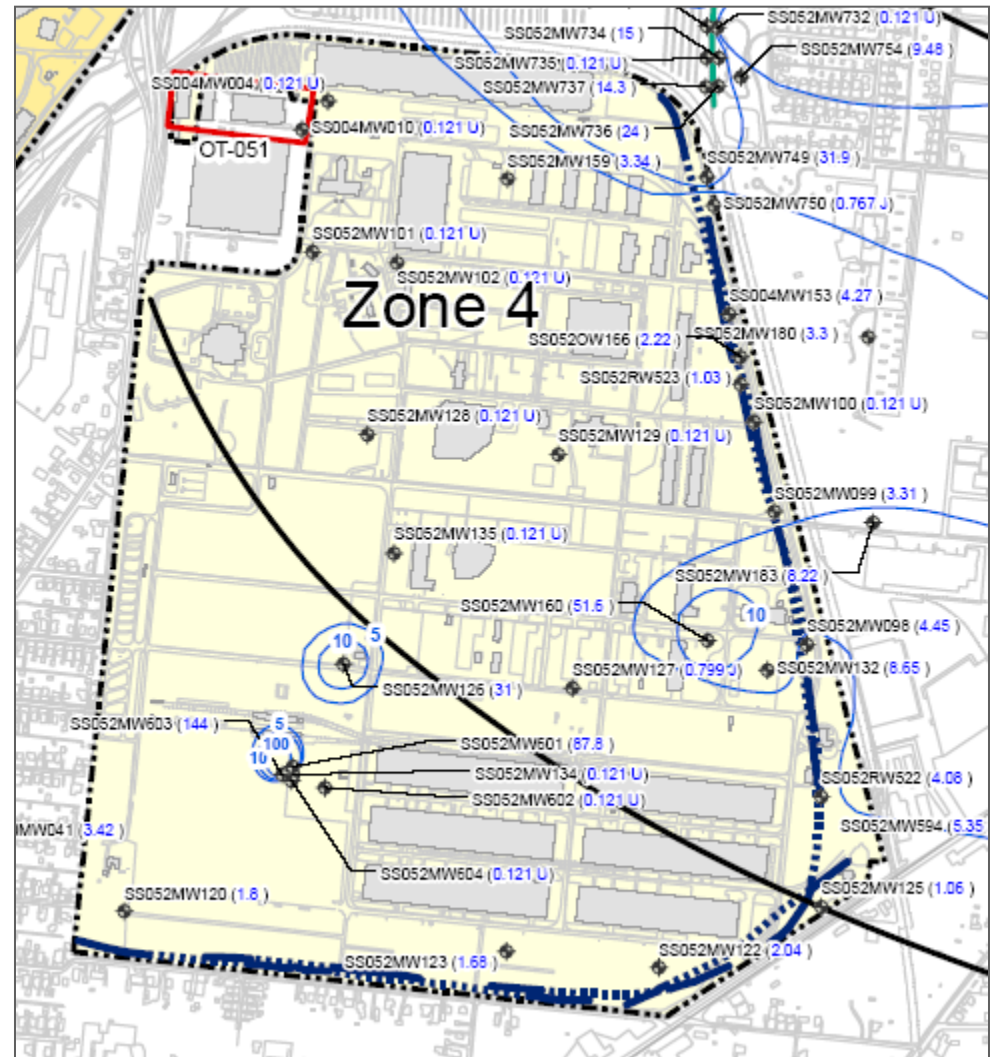 SS052MW732 (0.121 U)
SS052MW734 (15 )
SS052MW754 (9.48 )
SS052MW735 (0.121 U)
SS004MW004 (0.121 U)
SS052MW737 (14.3 )
SS004MW010 (0.121 U)
SS052MW736 (24 )
OT-051
SS052MW159 (3.34 )
SS052MW749 (31.9 )
SS052MW750 (0.767 J)
SS052MW101 (0.121 U)
SS052MW102 (0.121 U)
Zone 4
SS004MW153 (4.27 )
SS052OW166 (2.22 )
SS052MW180 (3.3 )
SS052RW523 (1.03 )
SS052MW100 (0.121 U)
SS052MW128 (0.121 U)
SS052MW129 (0.121 U)
SS052MW099 (3.31 )
SS052MW135 (0.121 U)
SS052MW183 (8.22 )
SS052MW160 (51.6 )
10
SS052MW098 (4.45 )
10
5
SS052MW127 (0.799 J)
SS052MW132 (8.65 )
SS052MW126 (31 )
SS052MW603 (144 )
5
100
10
SS052MW601 (87.8 )
SS052MW134 (0.121 U)
SS052RW522 (4.08 )
SS052MW602 (0.121 U)
MW041 (3.42 )
SS052MW594 (5.35
SS052MW604 (0.121 U)
SS052MW120 (1.8 )
SS052MW125 (1.06 )
SS052MW122 (2.04 )
SS052MW123 (1.68 )